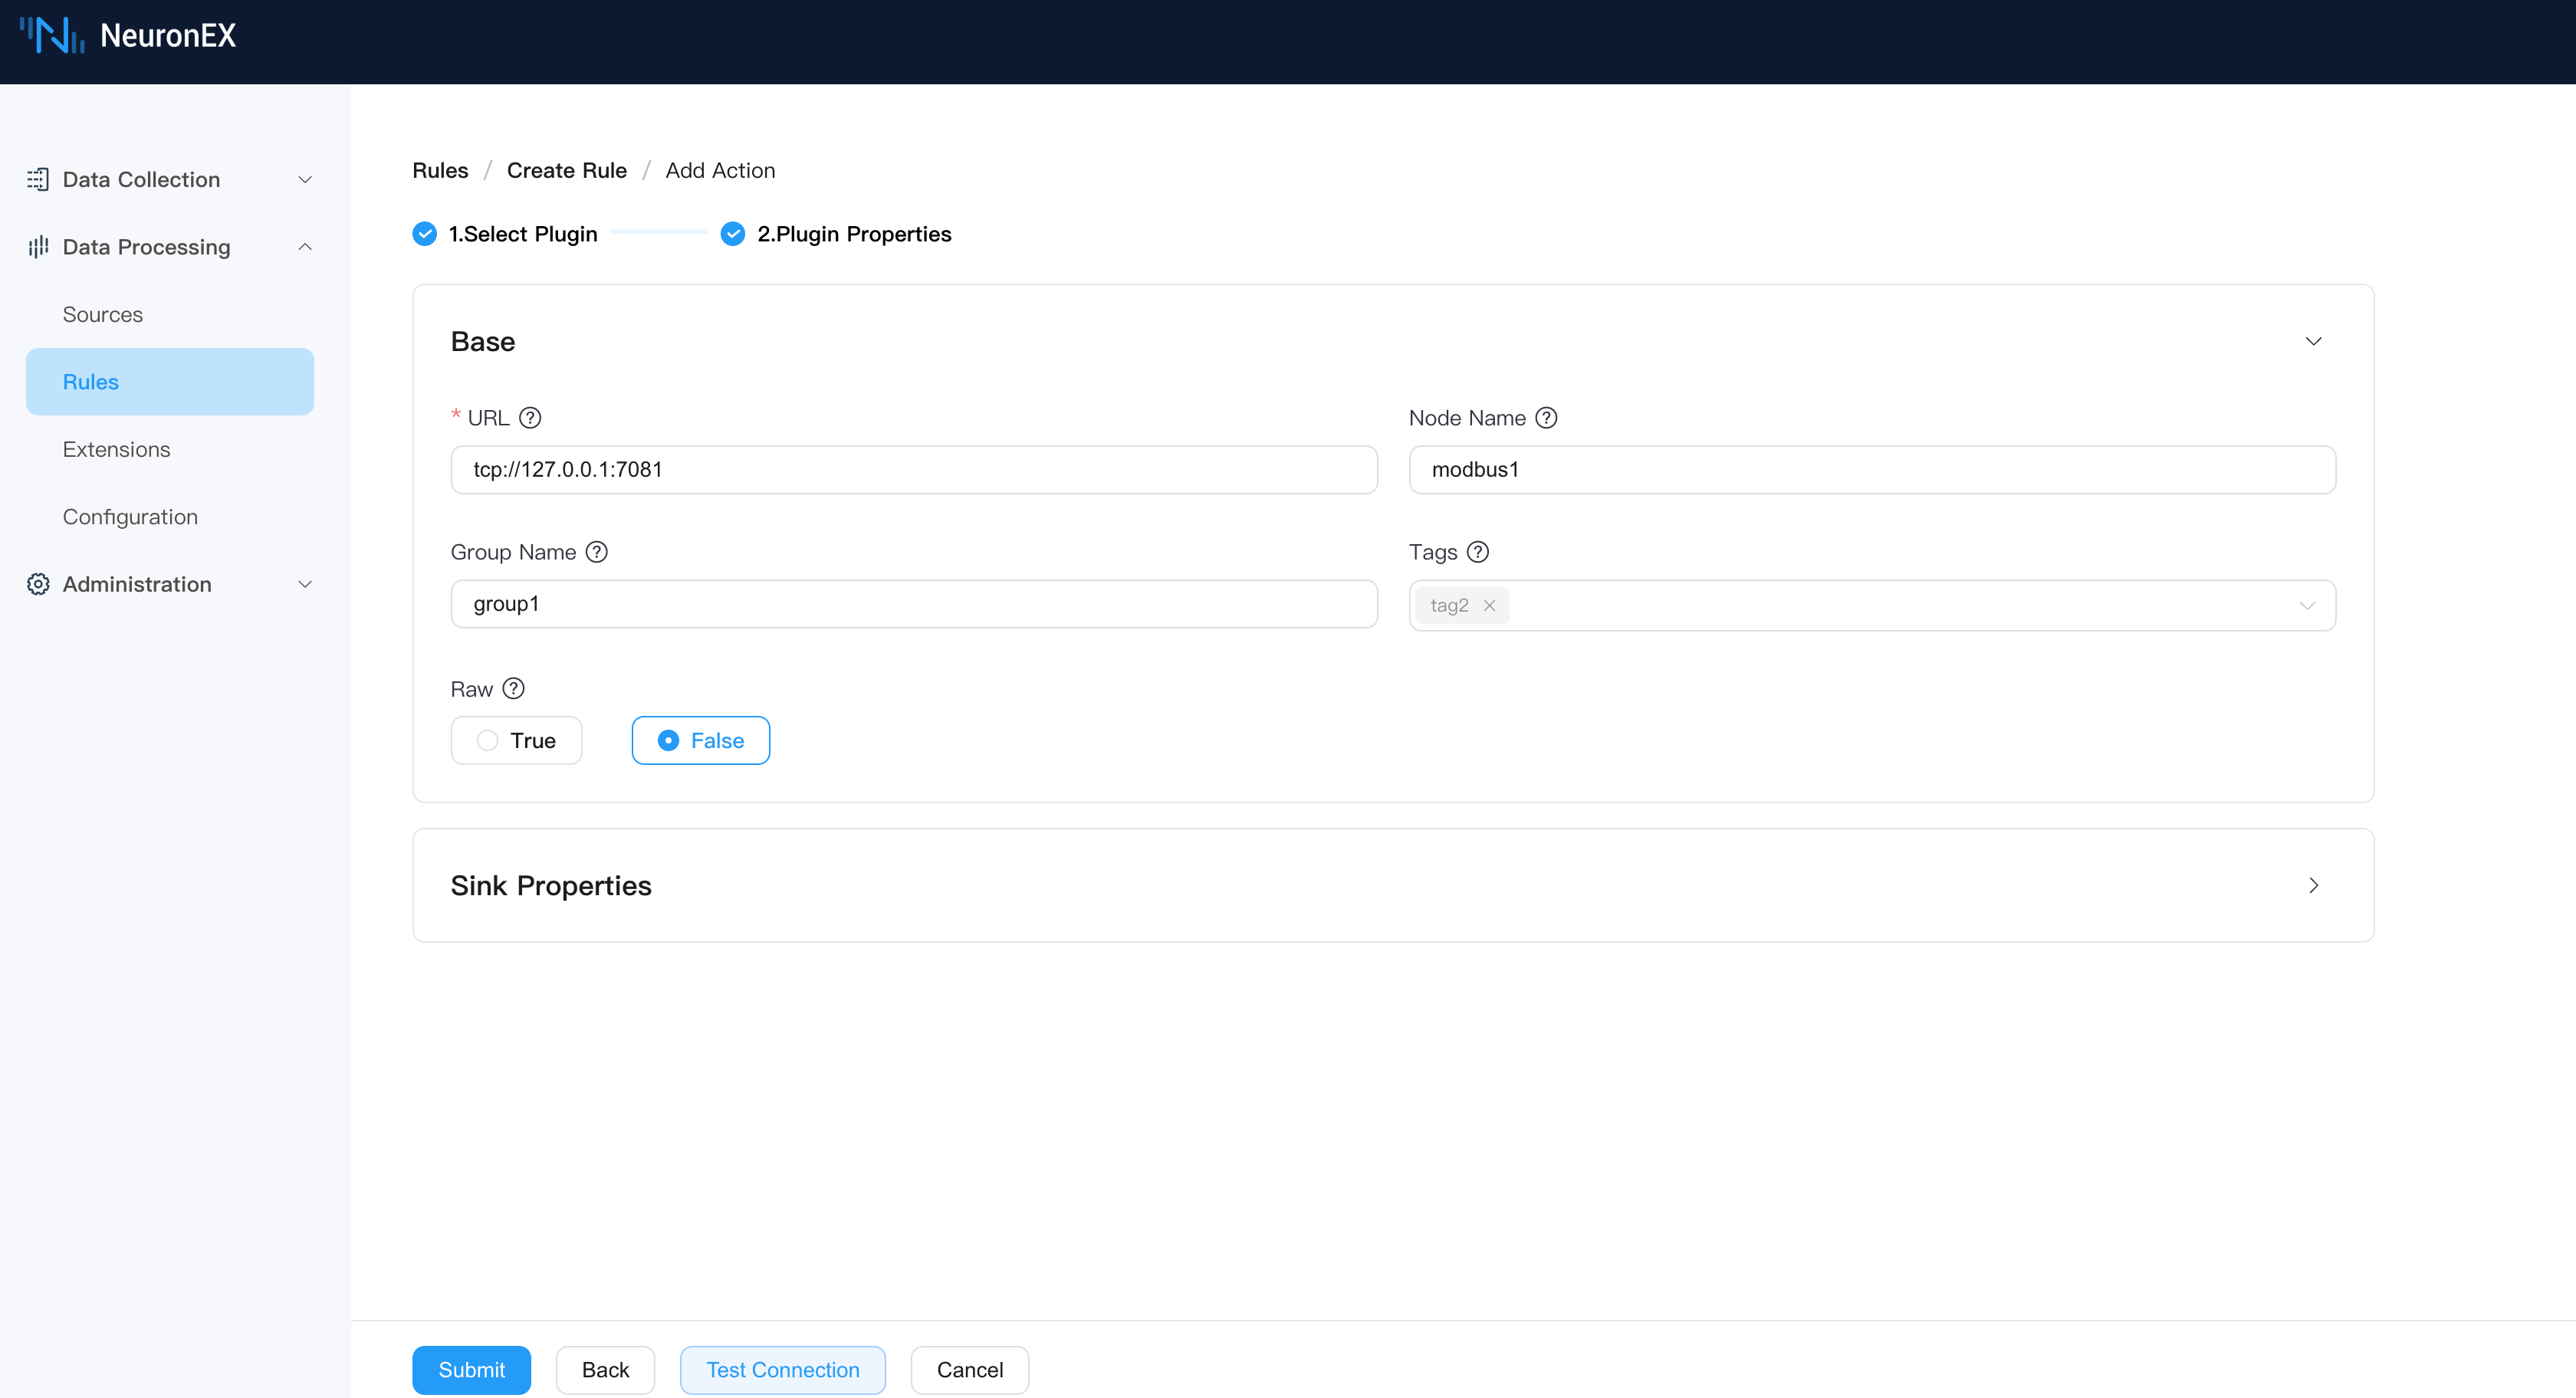 NeuronEX
Data Collection
Data Processing
Sources
Rules
Extensions
Configuration
Administration
Rules / Create Rule / Add Action
1.Select Plugin
2.Plugin Properties
Base
* URL ?
tcp://127.0.0.1:7081
Node Name ?
modbus1
Group Name ?
group1
Tags ?
tag2
Raw ?
True
False
Sink Properties
Submit
Back
Test Connection
Cancel